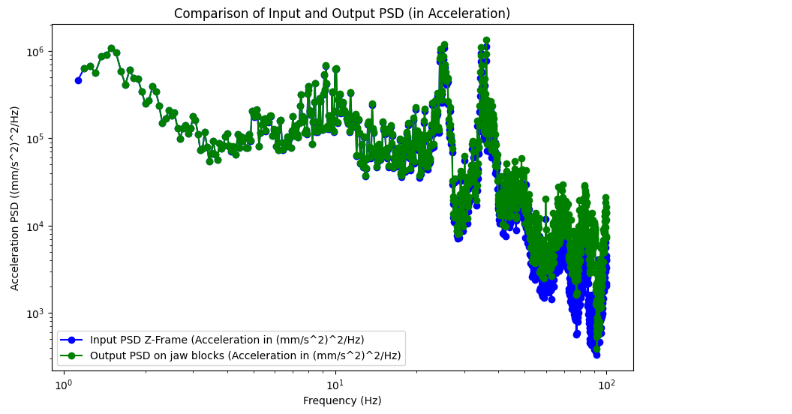 Comparison of Input and Output PSD (in Acceleration)
Acceleration PSD ((mm/s^2)^2/Hz)
10^6
10^5
10^4
10^3
Input PSD Z-Frame (Acceleration in (mm/s^2)^2/Hz)
Output PSD on jaw blocks (Acceleration in (mm/s^2)^2/Hz)
10^0
10^1
10^2
Frequency (Hz)